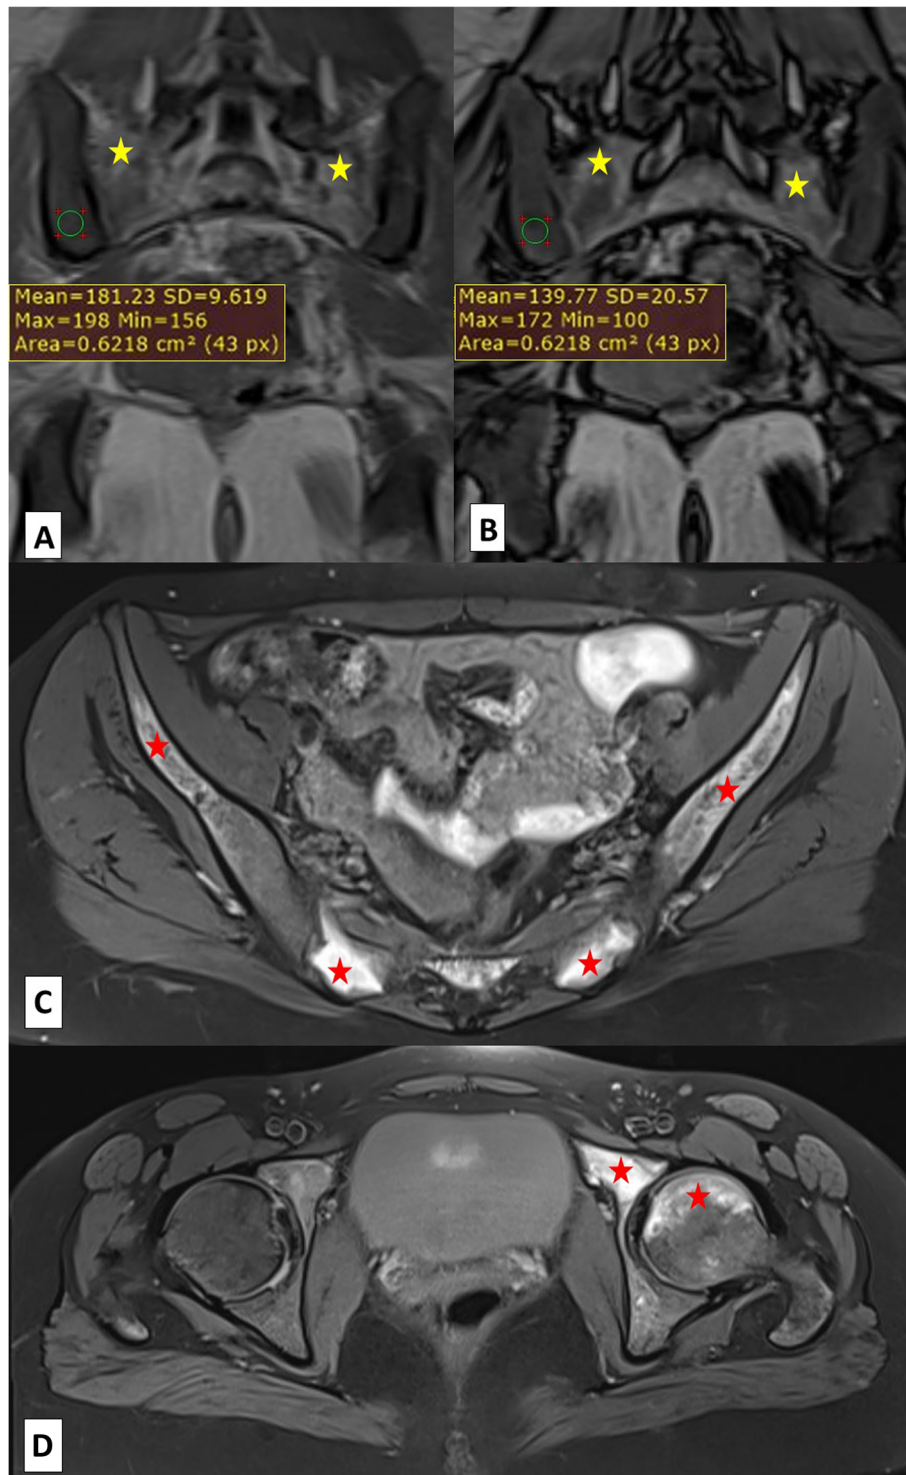 Mean=181.23 SD=9.619
Max=198 Min=156
Area=0.6218 cm² (43 px)
Mean=139.77 SD=20.57
Max=172 Min=100
Area=0.6218 cm² (43 px)
A
B
C
D